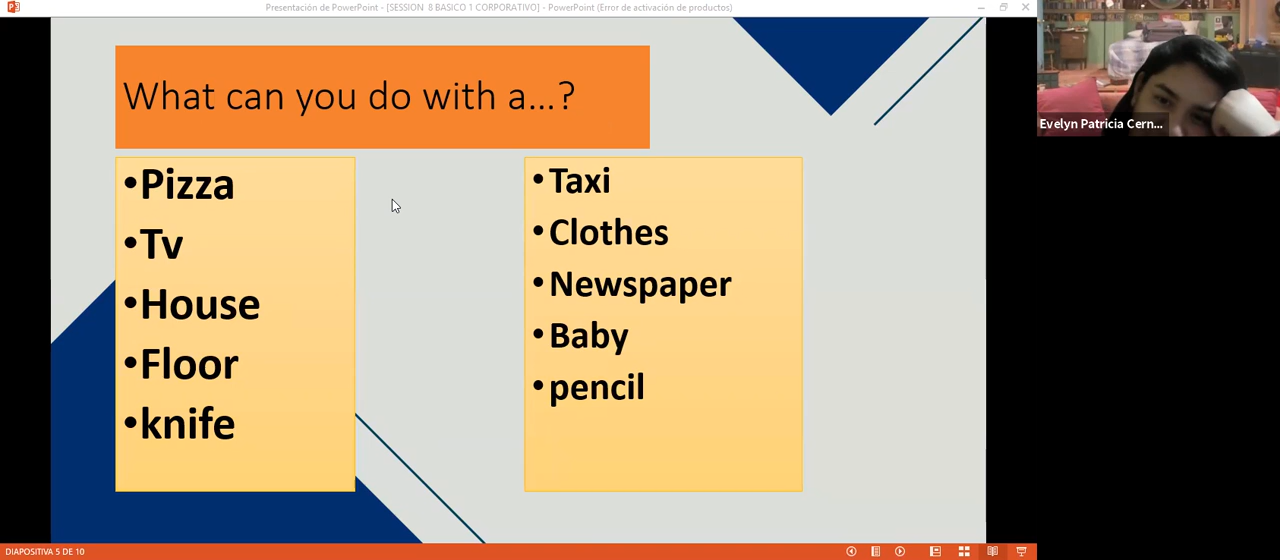 Presentación de PowerPoint - [SESSION 8 BASICO 1 CORPORATIVO] - PowerPoint (Error de activación de productos)
What can you do with a...?
•Pizza
•Tv
•House
•Floor
•knife
•Taxi
•Clothes
•Newspaper
•Baby
•pencil
Evelyn Patricia Cern...
DIAPOSITIVA 5 DE 10